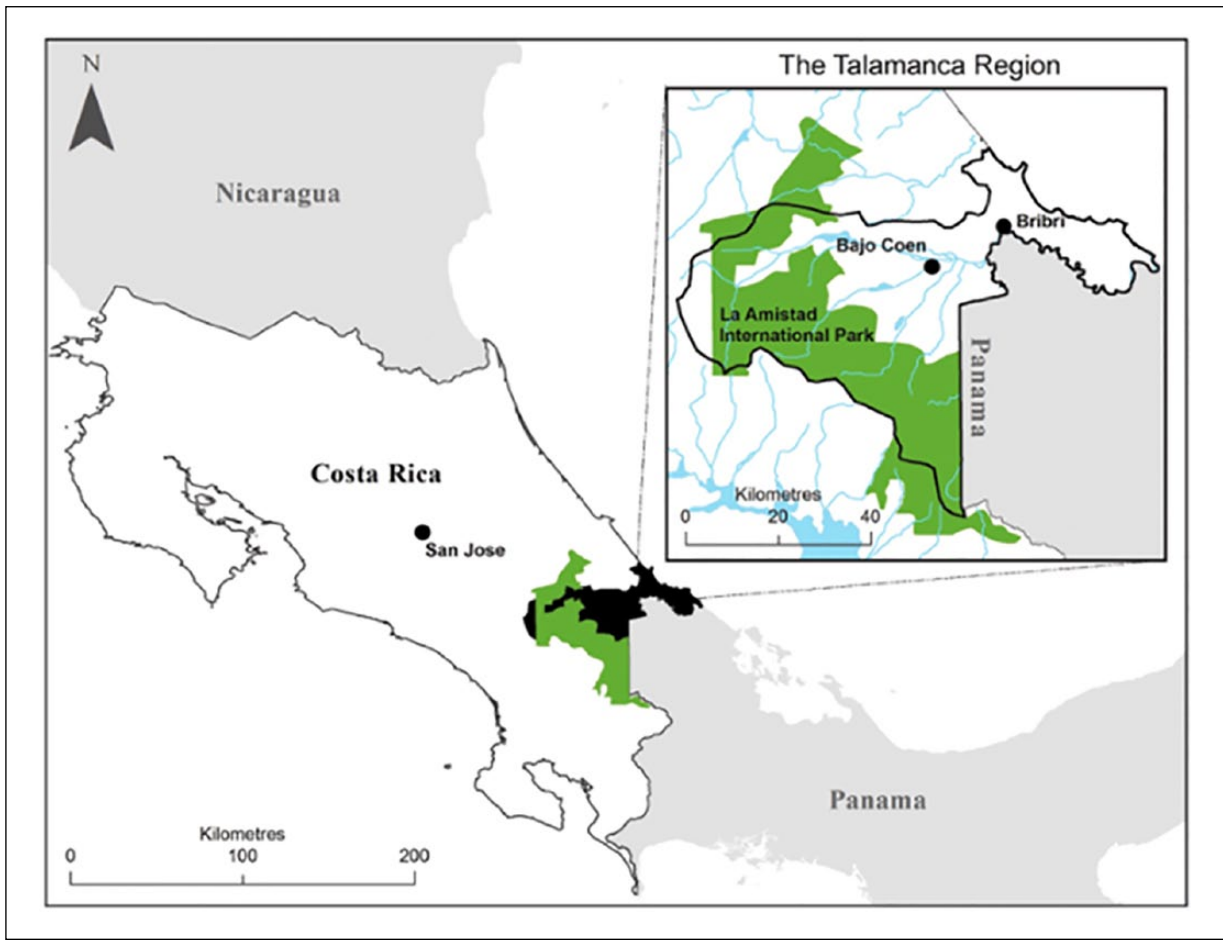 The Talamanca Region
N
Nicaragua
Bribri
Bajo Coen
La Amistad
International Park
Panama
Kilometres
0 20 40
Costa Rica
San Jose
Panama
Kilometres
0 100 200